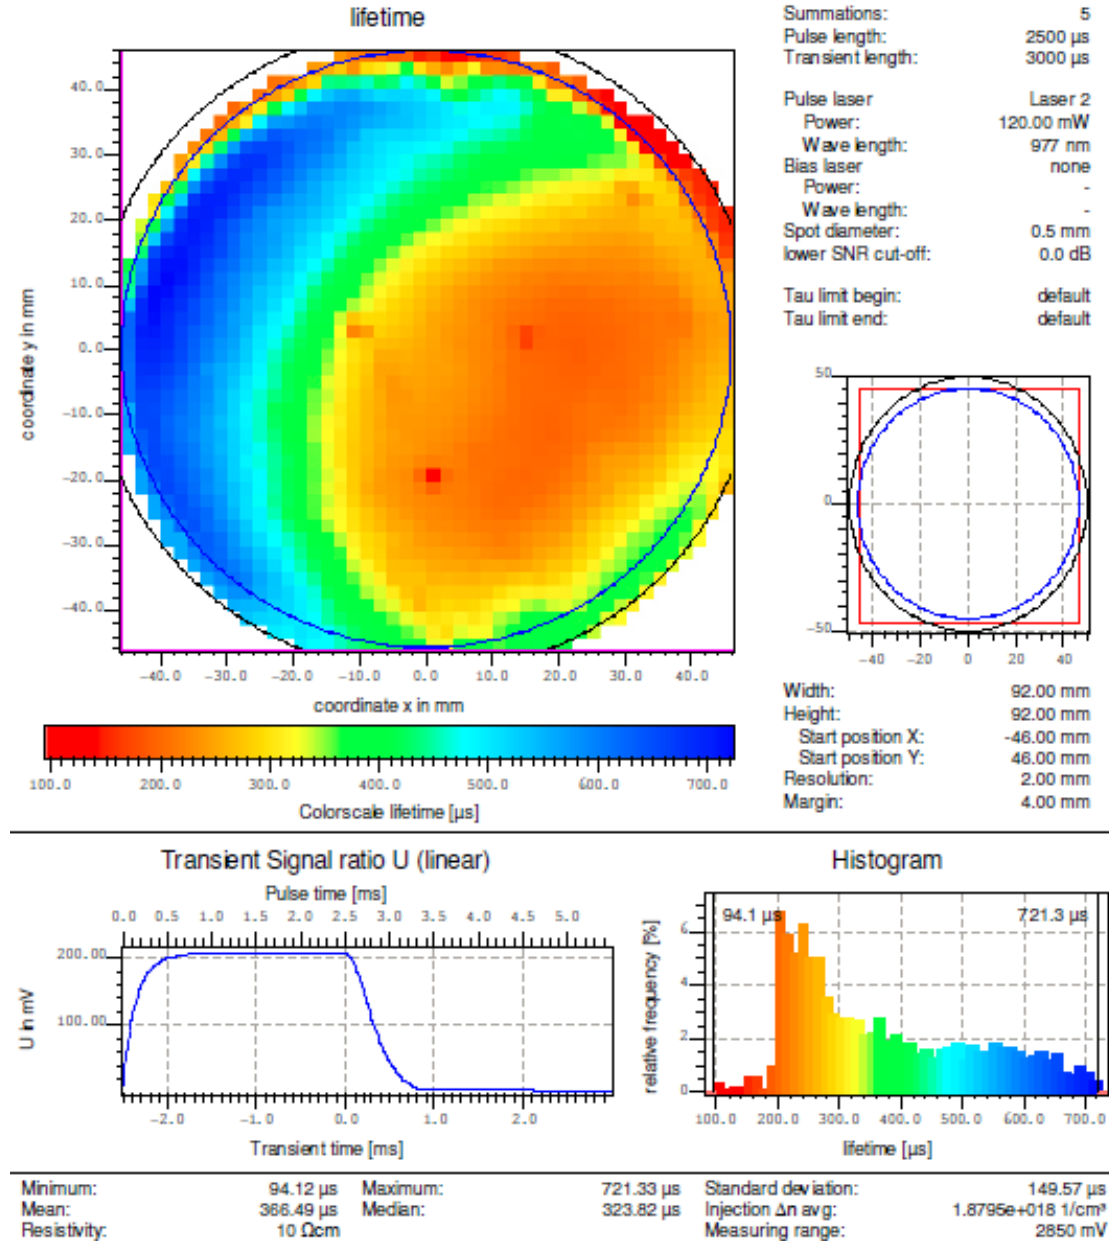 lifetime
40.0
30.0
20.0
10.0
0.0
-10.0
-20.0
-30.0
-40.0
coordinate y in mm
-40.0 -30.0 -20.0 -10.0 0.0 10.0 20.0 30.0 40.0
coordinate x in mm
100.0 200.0 300.0 400.0 500.0 600.0 700.0
Colorscale lifetime [µs]
Summations: 5
Pulse length: 2500 µs
Transient length: 3000 µs
Pulse laser Laser 2
Power: 120.00 mW
Wave length: 977 nm
Bias laser none
Power: -
Wave length: -
Spot diameter: 0.5 mm
lower SNR cut-off: 0.0 dB
Tau limit begin: default
Tau limit end: default
50
0
-50
-40 -20 0 20 40
Width: 92.00 mm
Height: 92.00 mm
Start position X: -46.00 mm
Start position Y: 46.00 mm
Resolution: 2.00 mm
Margin: 4.00 mm
Transient Signal ratio U (linear)
Pulse time [ms]
0.0 0.5 1.0 1.5 2.0 2.5 3.0 3.5 4.0 4.5 5.0
200.00
100.00
U in mV
-2.0 -1.0 0.0 1.0 2.0
Transient time [ms]
Histogram
94.1 µs 721.3 µs
6
4
2
0
relative frequency [%]
100.0 200.0 300.0 400.0 500.0 600.0 700.0
lifetime [µs]
Minimum: 94.12 µs Maximum: 721.33 µs Standard deviation: 149.57 µs
Mean: 366.49 µs Median: 323.82 µs Injection Δn avg: 1.8795e+018 1/cm³
Resistivity: 10 Ωcm Measuring range: 2850 mV